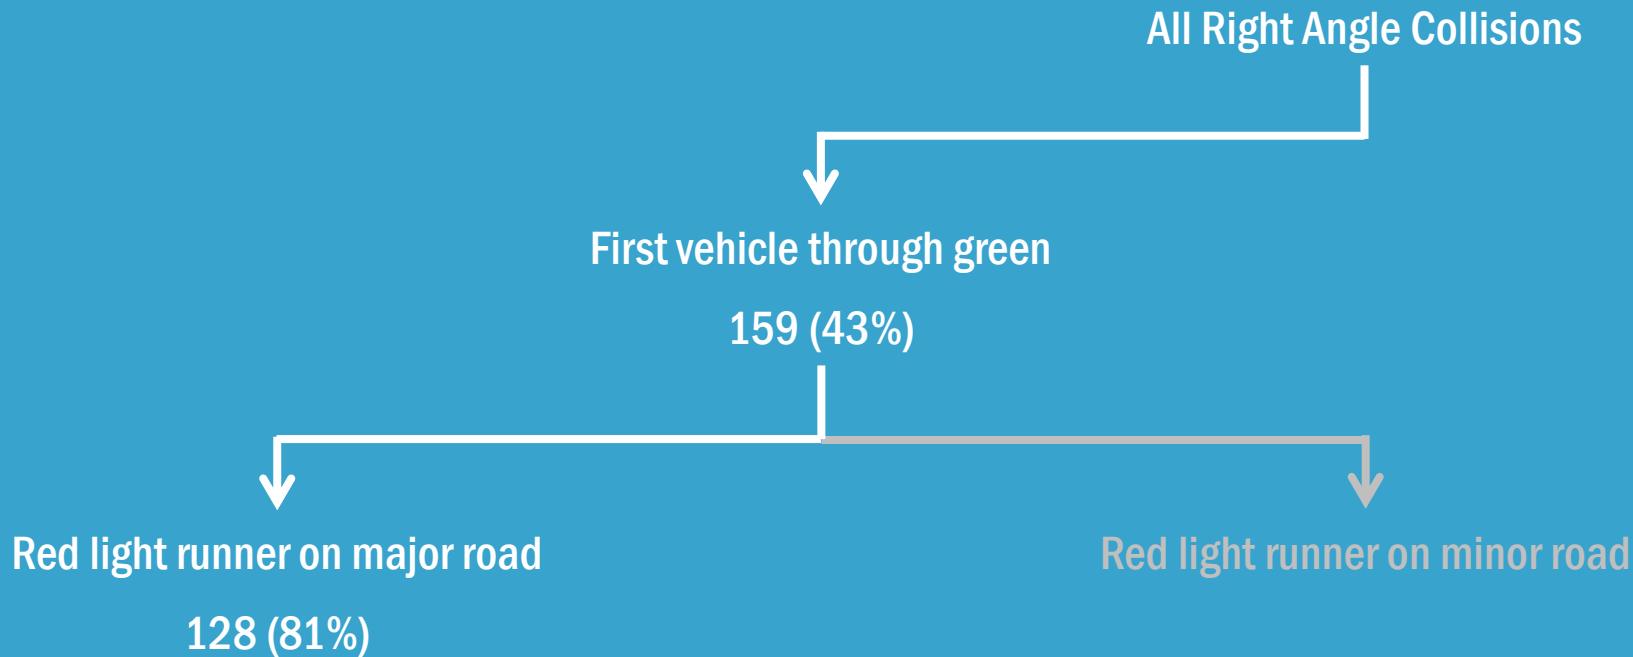 All Right Angle Collisions
First vehicle through green
159 (43%)
Red light runner on major road
128 (81%)
Red light runner on minor road